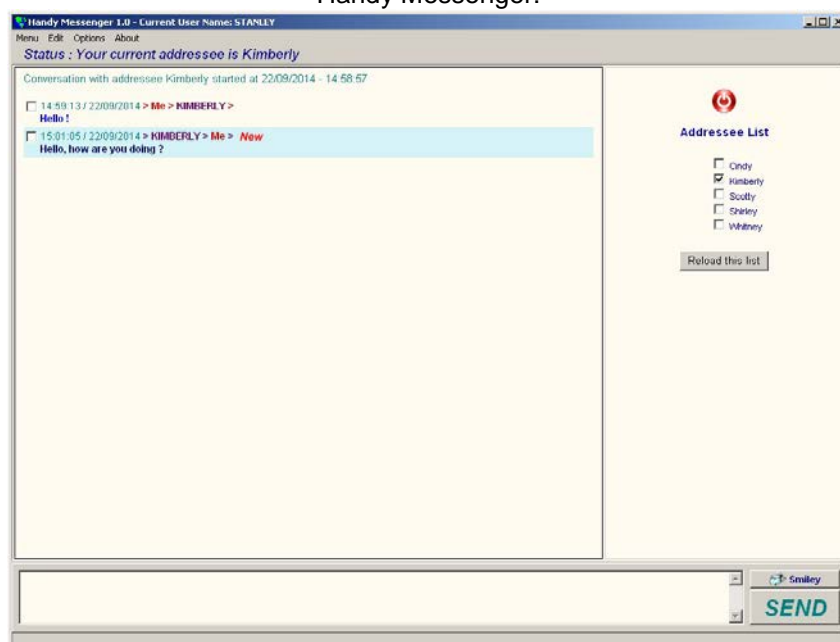 Handy Messenger.
Handy Messenger 1.0 - Current User Name: STANLEY
Menu Edit Options About
Status : Your current addressee is Kimberly
Conversation with addressee Kimberly started at 22/09/2014 - 14:58:57
14:59:13 / 22/09/2014 > Me > KIMBERLY >
Hello !
15:01:05 / 22/09/2014 > KIMBERLY > Me > New
Hello, how are you doing ?
Addressee List
Cindy
Kimberly
Scotty
Shirley
Whitney
Reload this list
Smiley
SEND